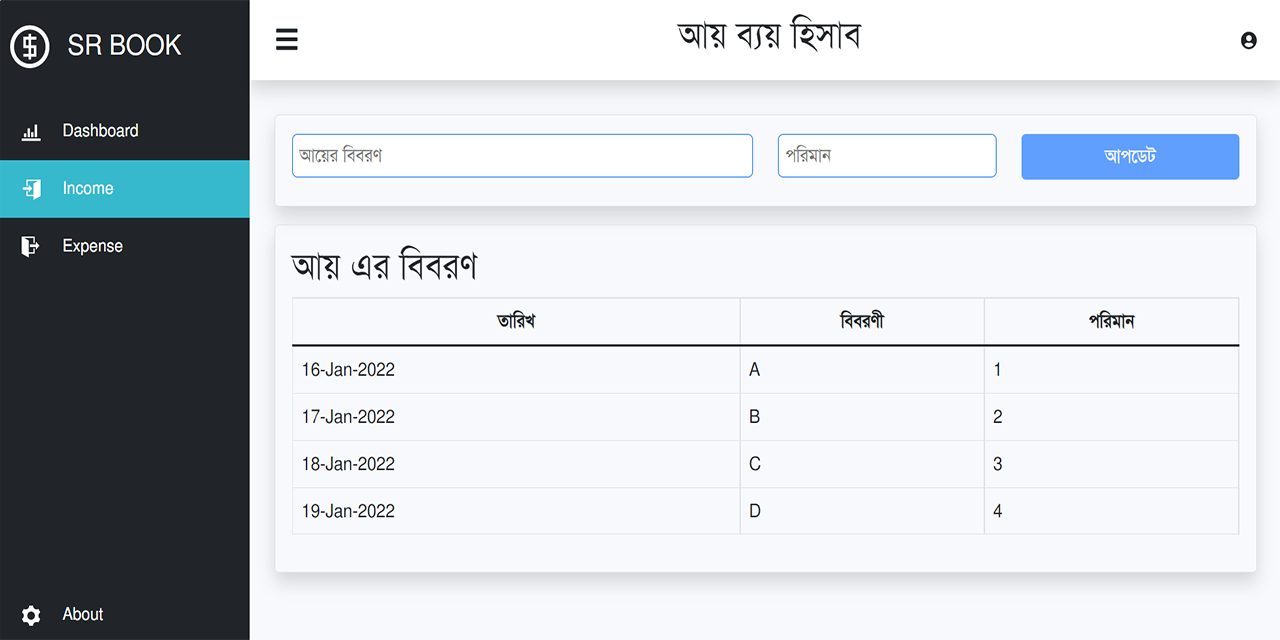 SR BOOK
আয় ব্যয় হিসাব
Dashboard
Income
Expense
About
আয়ের বিবরণ
পরিমান
আপডেট
আয় এর বিবরণ
তারিখ বিবরণী পরিমান
16-Jan-2022 A 1
17-Jan-2022 B 2
18-Jan-2022 C 3
19-Jan-2022 D 4